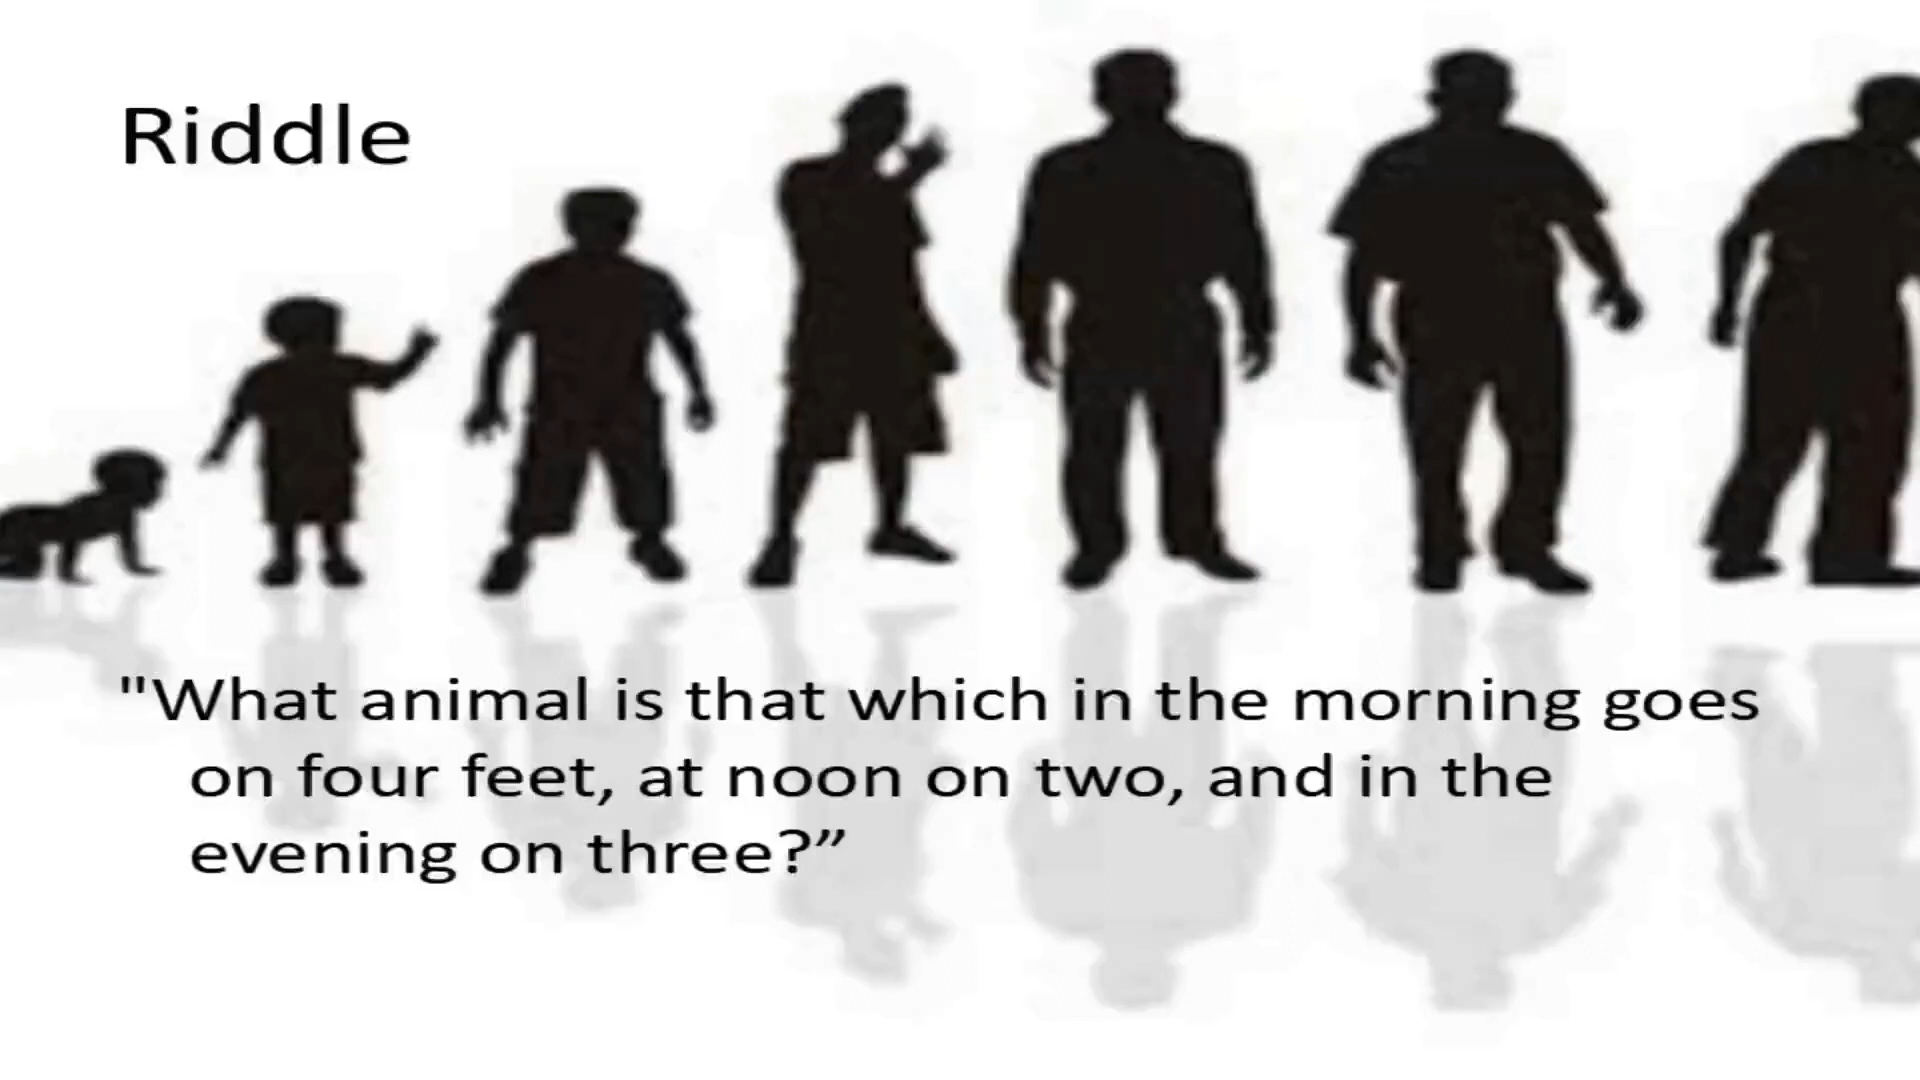 Riddle
"What animal is that which in the morning goes
on four feet, at noon on two, and in the
evening on three?”